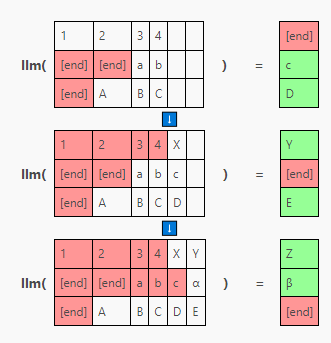 1 2 3 4 [end]
llm( [end] [end] a b ) = c
[end] A B C D
↓
1 2 3 4 X Y
llm( [end] [end] a b c ) = [end]
[end] A B C D E
↓
1 2 3 4 X Y Z
llm( [end] [end] a b c α ) = β
[end] A B C D E [end]